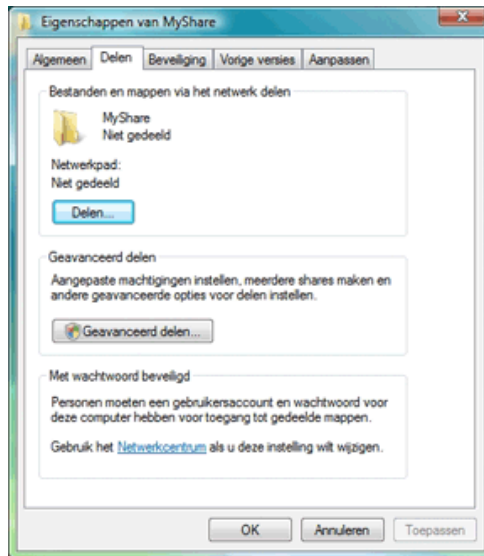 Eigenschappen van MyShare
Algemeen Delen Beveiliging Vorige versies Aanpassen
Bestanden en mappen via het netwerk delen
MyShare
Niet gedeeld
Netwerkpad:
Niet gedeeld
Delen...
Geavanceerd delen
Aangepaste machtigingen instellen, meerdere shares maken en
andere geavanceerde opties voor delen instellen.
Geavanceerd delen...
Met wachtwoord beveiligd
Personen moeten een gebruikersaccount en wachtwoord voor
deze computer hebben voor toegang tot gedeelde mappen.
Gebruik het Netwerkcentrum als u deze instelling wilt wijzigen.
OK Annuleren Toepassen